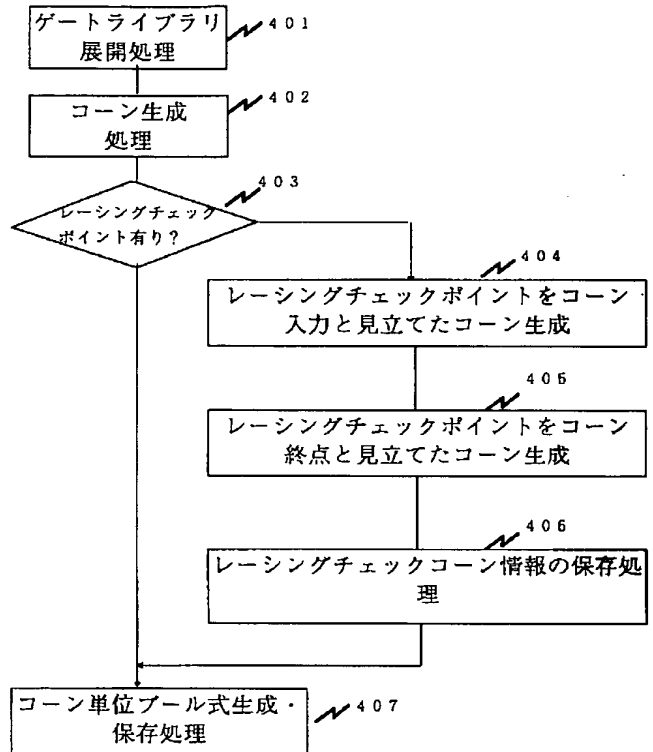 ゲートライブラリ
展開処理
401
コーン生成
処理
402
レーシングチェック
ポイント有り?
403
404
レーシングチェックポイントをコーン
入力と見立てたコーン生成
405
レーシングチェックポイントをコーン
終点と見立てたコーン生成
406
レーシングチェックコーン情報の保存処
理
コーン単位ブール式生成・
保存処理
407